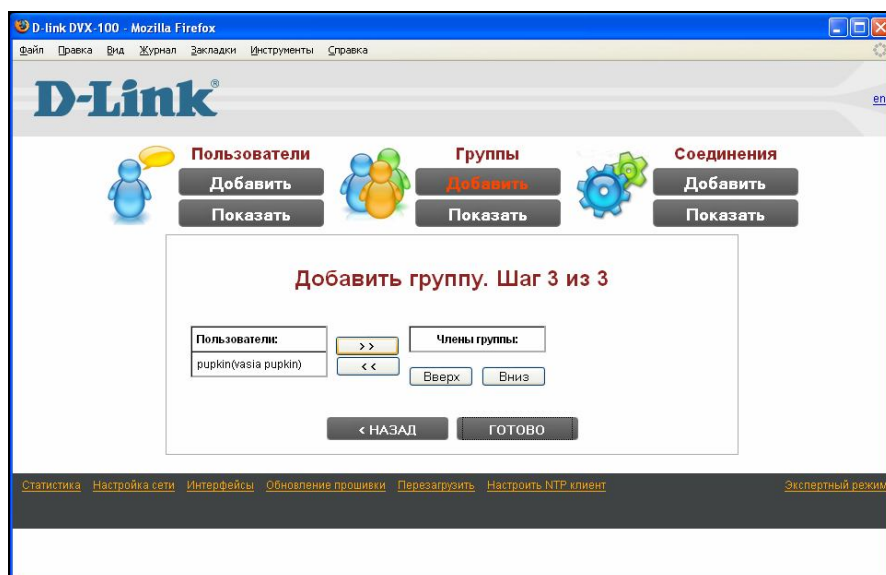 D-link DVX-100 - Mozilla Firefox
Файл Правка Вид Журнал Закладки Инструменты Справка
D-Link®
en
Пользователи Группы Соединения
Добавить Добавить Добавить
Показать Показать Показать
Добавить группу. Шаг 3 из 3
Пользователи: >> Члены группы:
pupkin(vasia pupkin) <<
Вверх Вниз
< НАЗАД ГОТОВО
Статистика Настройка сети Интерфейсы Обновление прошивки Перезагрузить Настроить NTP клиент Экспертный режим